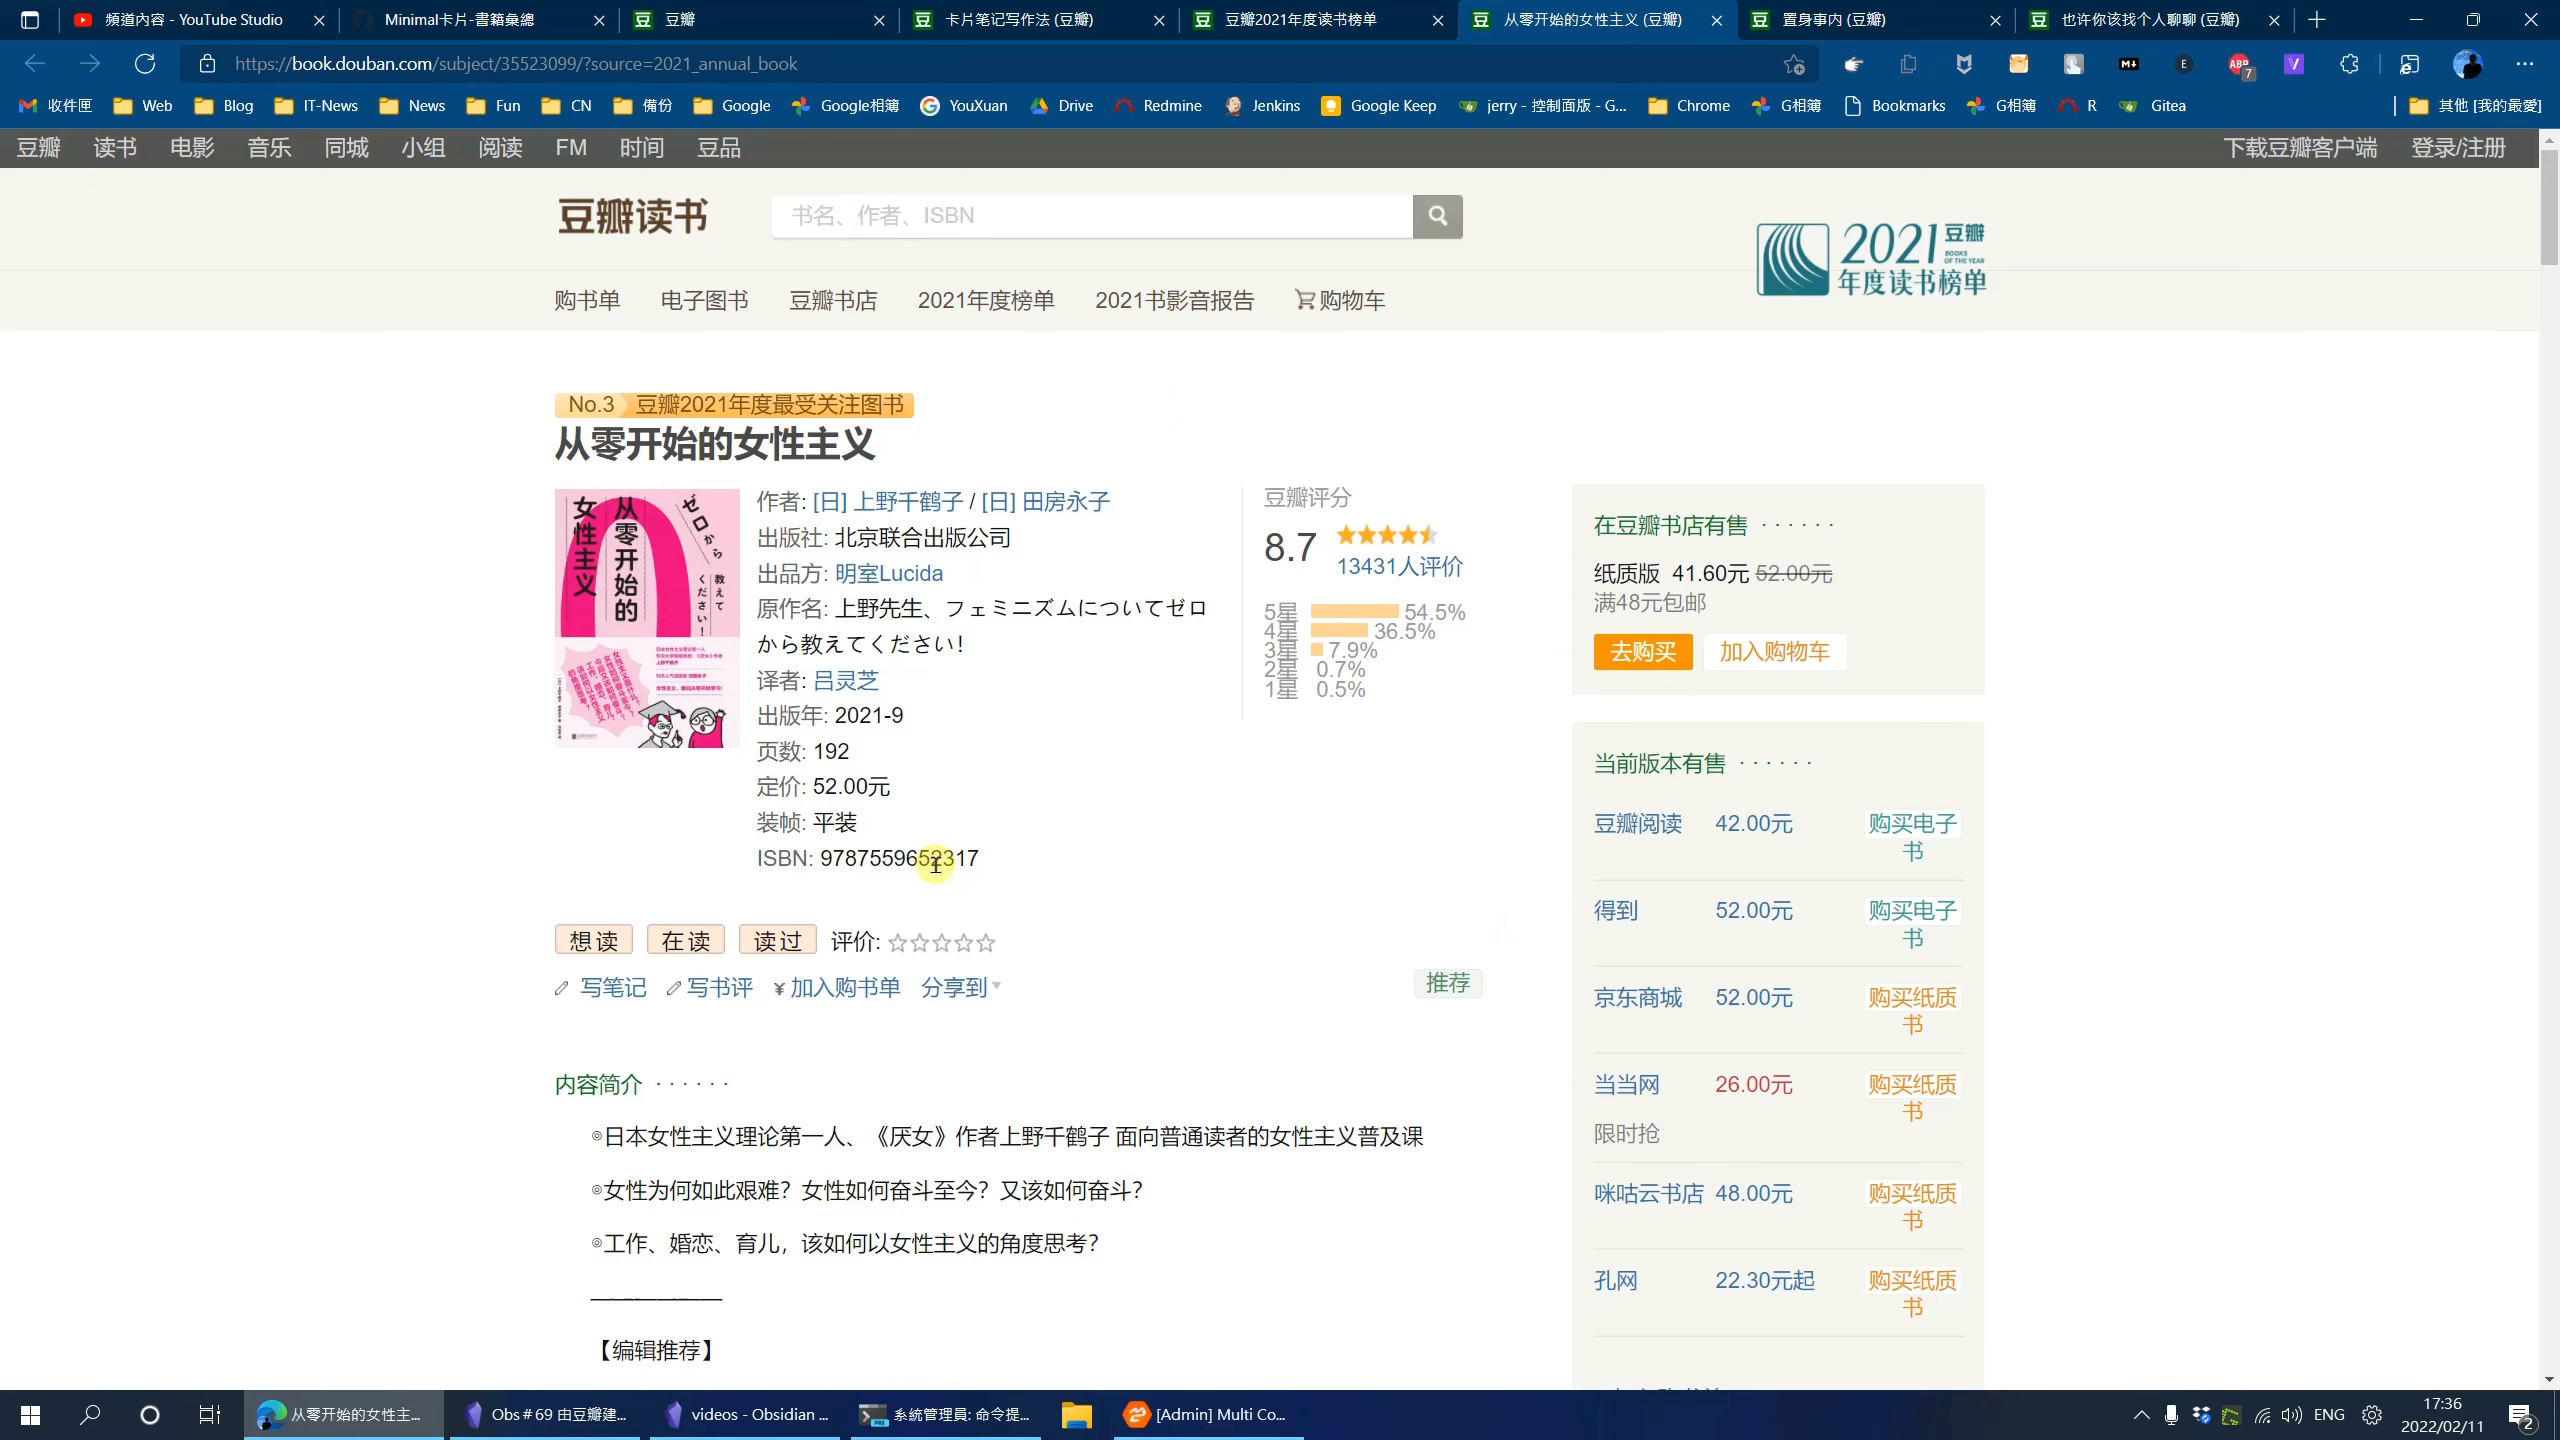 頻道內容 - YouTube Studio
Minimal卡片-書籍彙總
豆瓣
卡片笔记写作法 (豆瓣)
豆瓣2021年度读书榜单
从零开始的女性主义 (豆瓣)
置身事内 (豆瓣)
也许你该找个人聊聊 (豆瓣)
https://book.douban.com/subject/35523099/?source=2021_annual_book
收件匣 Web Blog IT-News News Fun CN 備份 Google Google相簿 YouXuan Drive Redmine Jenkins Google Keep jerry - 控制面版 - G... Chrome G相簿 Bookmarks G相簿 R Gitea 其他 [我的最愛]
豆瓣 读书 电影 音乐 同城 小组 阅读 FM 时间 豆品 下载豆瓣客户端 登录/注册
豆瓣读书
书名、作者、ISBN
2021 豆瓣
BOOKS
OF THE YEAR
年度读书榜单
购书单 电子图书 豆瓣书店 2021年度榜单 2021书影音报告 购物车
No.3 豆瓣2021年度最受关注图书
从零开始的女性主义
从零开始的
女性主义
ゼロから
教えて
ください!
作者: [日] 上野千鹤子 / [日] 田房永子
出版社: 北京联合出版公司
出品方: 明室Lucida
原作名: 上野先生、フェミニズムについてゼロ
から教えてください!
译者: 吕灵芝
出版年: 2021-9
页数: 192
定价: 52.00元
装帧: 平装
ISBN: 9787559652317
豆瓣评分
8.7
13431人评价
5星 54.5%
4星 36.5%
3星 7.9%
2星 0.7%
1星 0.5%
想读 在读 读过 评价:
写笔记 写书评 ¥加入购书单 分享到
推荐
内容简介 · · · · · ·
◎日本女性主义理论第一人、《厌女》作者上野千鹤子 面向普通读者的女性主义普及课
◎女性为何如此艰难？女性如何奋斗至今？又该如何奋斗？
◎工作、婚恋、育儿，该如何以女性主义的角度思考？
——————
【编辑推荐】
在豆瓣书店有售 · · · · · ·
纸质版 41.60元 52.00元
满48元包邮
去购买 加入购物车
当前版本有售 · · · · · ·
豆瓣阅读 42.00元 购买电子
书
得到 52.00元 购买电子
书
京东商城 52.00元 购买纸质
书
当当网 26.00元 购买纸质
书
限时抢
咪咕云书店 48.00元 购买纸质
书
孔网 22.30元起 购买纸质
书
从零开始的女性主...
Obs＃69 由豆瓣建...
videos - Obsidian ...
系統管理員: 命令提...
[Admin] Multi Co...
ENG
17:36
2022/02/11
2
ABP
7